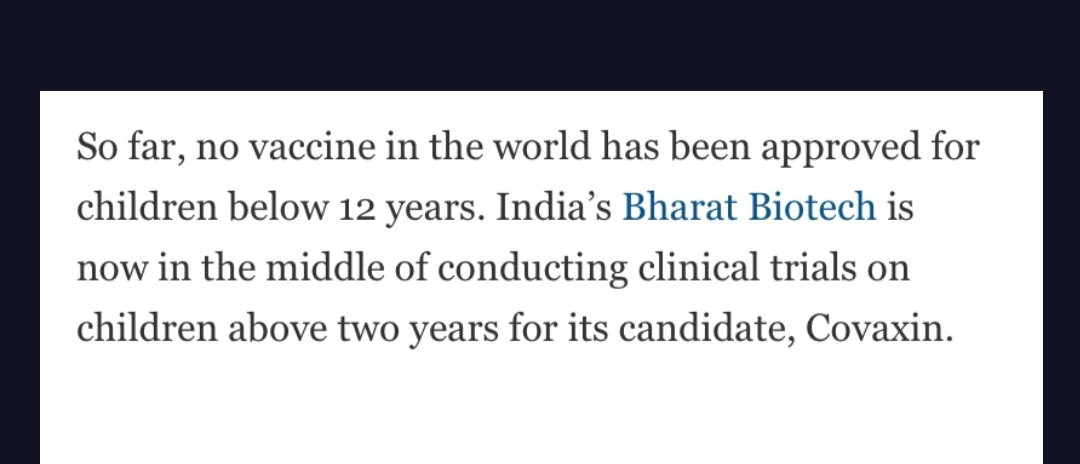 So far, no vaccine in the world has been approved for
children below 12 years. India’s Bharat Biotech is
now in the middle of conducting clinical trials on
children above two years for its candidate, Covaxin.